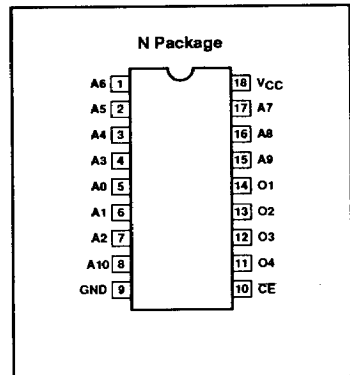 N Package
A6 1 18 VCC
A5 2 17 A7
A4 3 16 A8
A3 4 15 A9
A0 5 14 O1
A1 6 13 O2
A2 7 12 O3
A10 8 11 O4
GND 9 10 C̅E̅